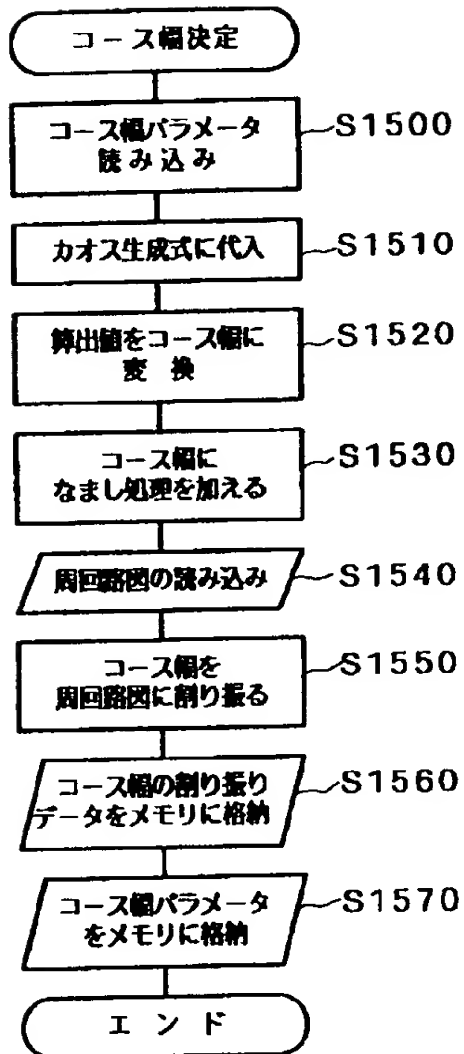 コース幅決定
コース幅パラメータ
読み込み
S1500
カオス生成式に代入
S1510
算出値をコース幅に
変換
S1520
コース幅に
なまし処理を加える
S1530
周回路図の読み込み
S1540
コース幅を
周回路図に割り振る
S1550
コース幅の割り振り
データをメモリに格納
S1560
コース幅パラメータ
をメモリに格納
S1570
エンド